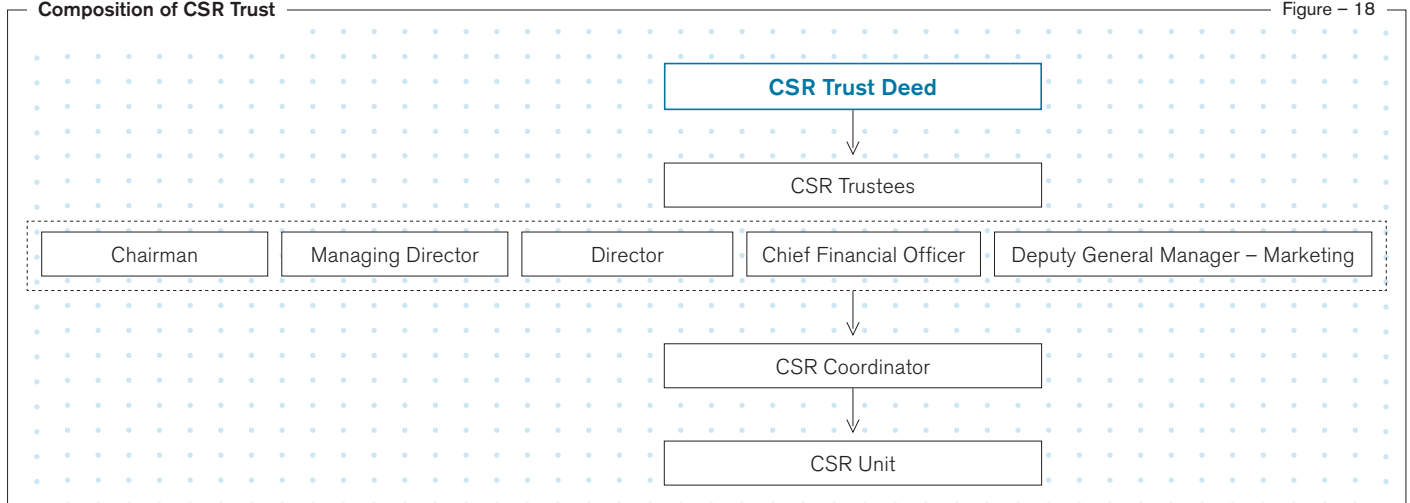 Composition of CSR Trust
Figure – 18
CSR Trust Deed
CSR Trustees
Chairman
Managing Director
Director
Chief Financial Officer
Deputy General Manager – Marketing
CSR Coordinator
CSR Unit